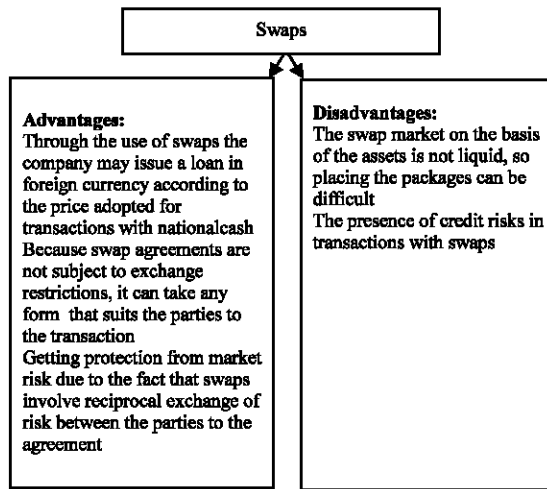 Swaps
Advantages:
Through the use of swaps the
company may issue a loan in
foreign currency according to
the price adopted for
transactions with nationalcash
Because swap agreements are
not subject to exchange
restrictions, it can take any
form that suits the parties to
the transaction
Getting protection from market
risk due to the fact that swaps
involve reciprocal exchange of
risk between the parties to the
agreement
Disadvantages:
The swap market on the basis
of the assets is not liquid, so
placing the packages can be
difficult
The presence of credit risks in
transactions with swaps